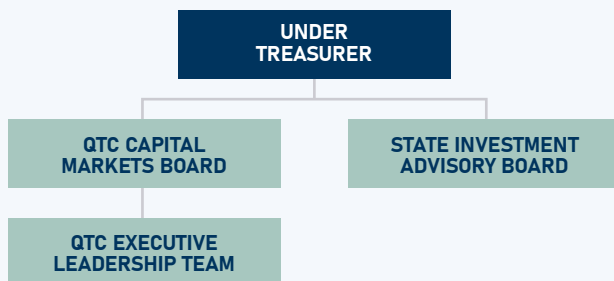 UNDER
TREASURER
QTC CAPITAL
MARKETS BOARD
STATE INVESTMENT
ADVISORY BOARD
QTC EXECUTIVE
LEADERSHIP TEAM